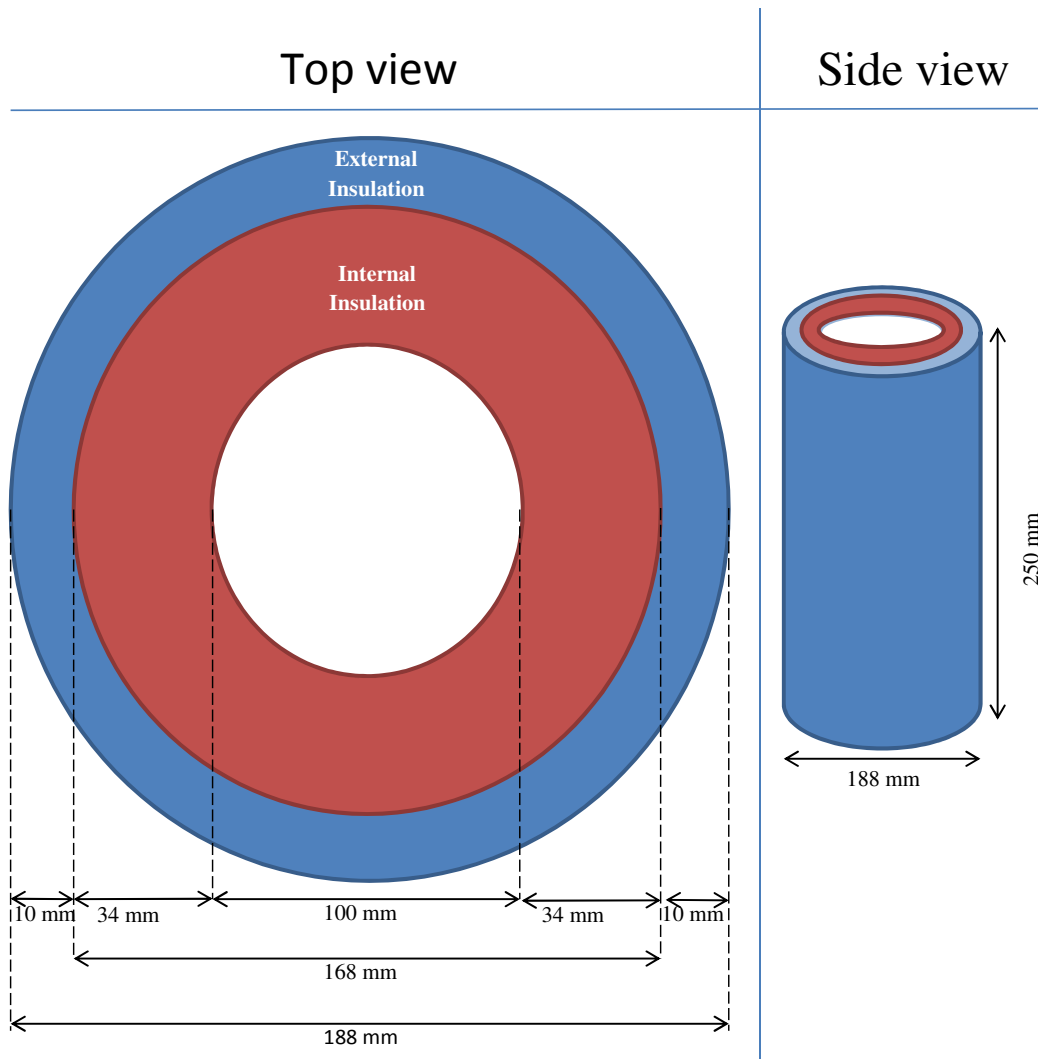 Top view
Side view
External
Insulation
Internal
Insulation
250 mm
188 mm
10 mm
34 mm
100 mm
34 mm
10 mm
168 mm
188 mm